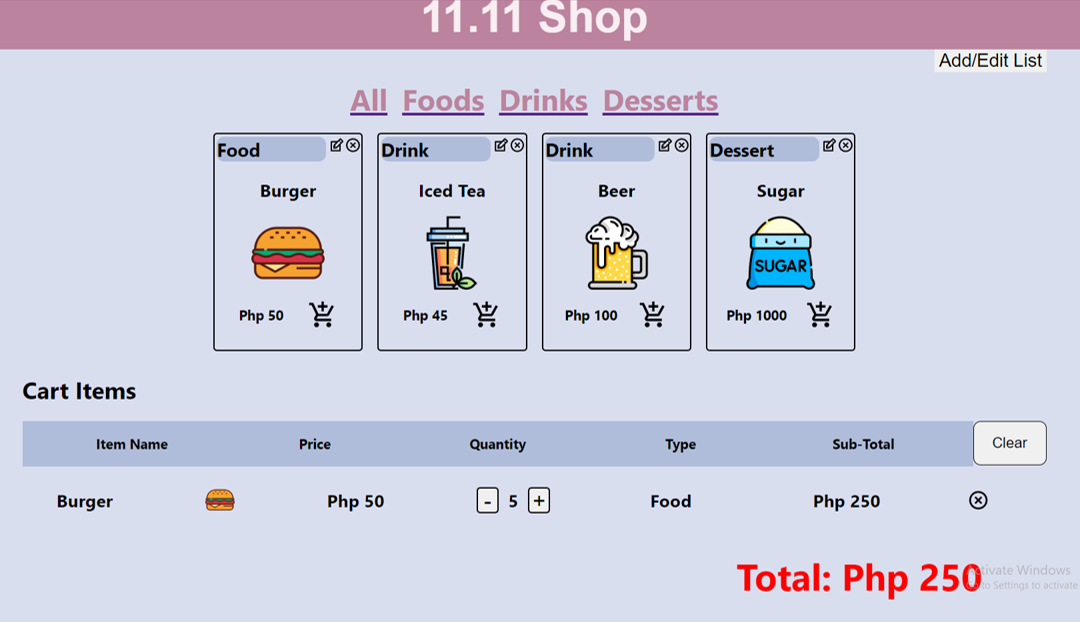 11.11 Shop
Add/Edit List
All Foods Drinks Desserts
Food Drink Drink Dessert
Burger Iced Tea Beer Sugar
SUGAR
Php 50 Php 45 Php 100 Php 1000
Cart Items
Item Name Price Quantity Type Sub-Total Clear
Burger Php 50 - 5 + Food Php 250
Total: Php 250
Activate Windows
Go to Settings to activate